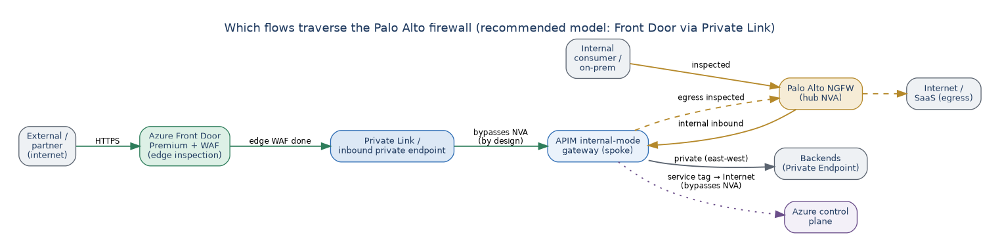 Which flows traverse the Palo Alto firewall (recommended model: Front Door via Private Link)
Internal
consumer /
on-prem
inspected
Palo Alto NGFW
(hub NVA)
Internet /
SaaS (egress)
egress inspected
internal inbound
External /
partner
(internet)
HTTPS
Azure Front Door
Premium + WAF
(edge inspection)
edge WAF done
Private Link /
inbound private endpoint
bypasses NVA
(by design)
APIM internal-mode
gateway (spoke)
private (east-west)
Backends
(Private Endpoint)
service tag → Internet
(bypasses NVA)
Azure control
plane